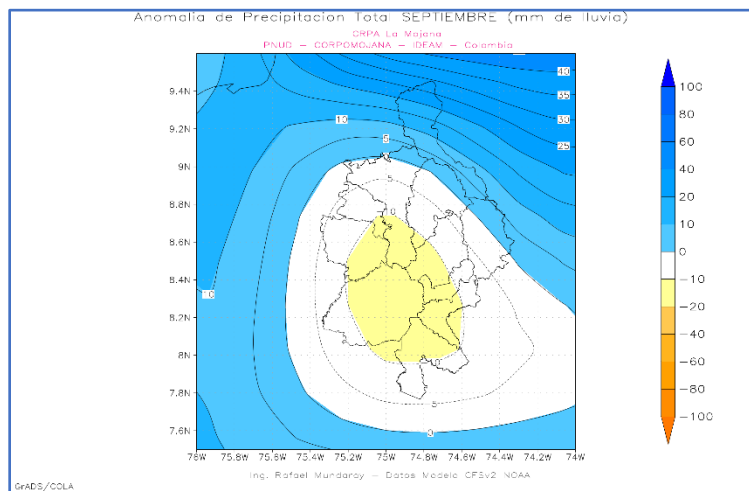 Anomalia de Precipitacion Total SEPTIEMBRE (mm de lluvia)
CRPA La Mojana
PNUD – CORPOMOJANA – IDEAM – Colombia
9.4N
9.2N
9N
8.8N
8.6N
8.4N
8.2N
8N
7.8N
7.6N
76W
75.8W
75.6W
75.4W
75.2W
75W
74.8W
74.6W
74.4W
74.2W
74W
40
35
30
25
10
5
5
10
10
10
5
0
100
80
60
40
20
10
0
−10
−20
−40
−60
−80
−100
Ing. Rafael Mundaray – Datos Modelo CFSv2 NOAA
GrADS/COLA